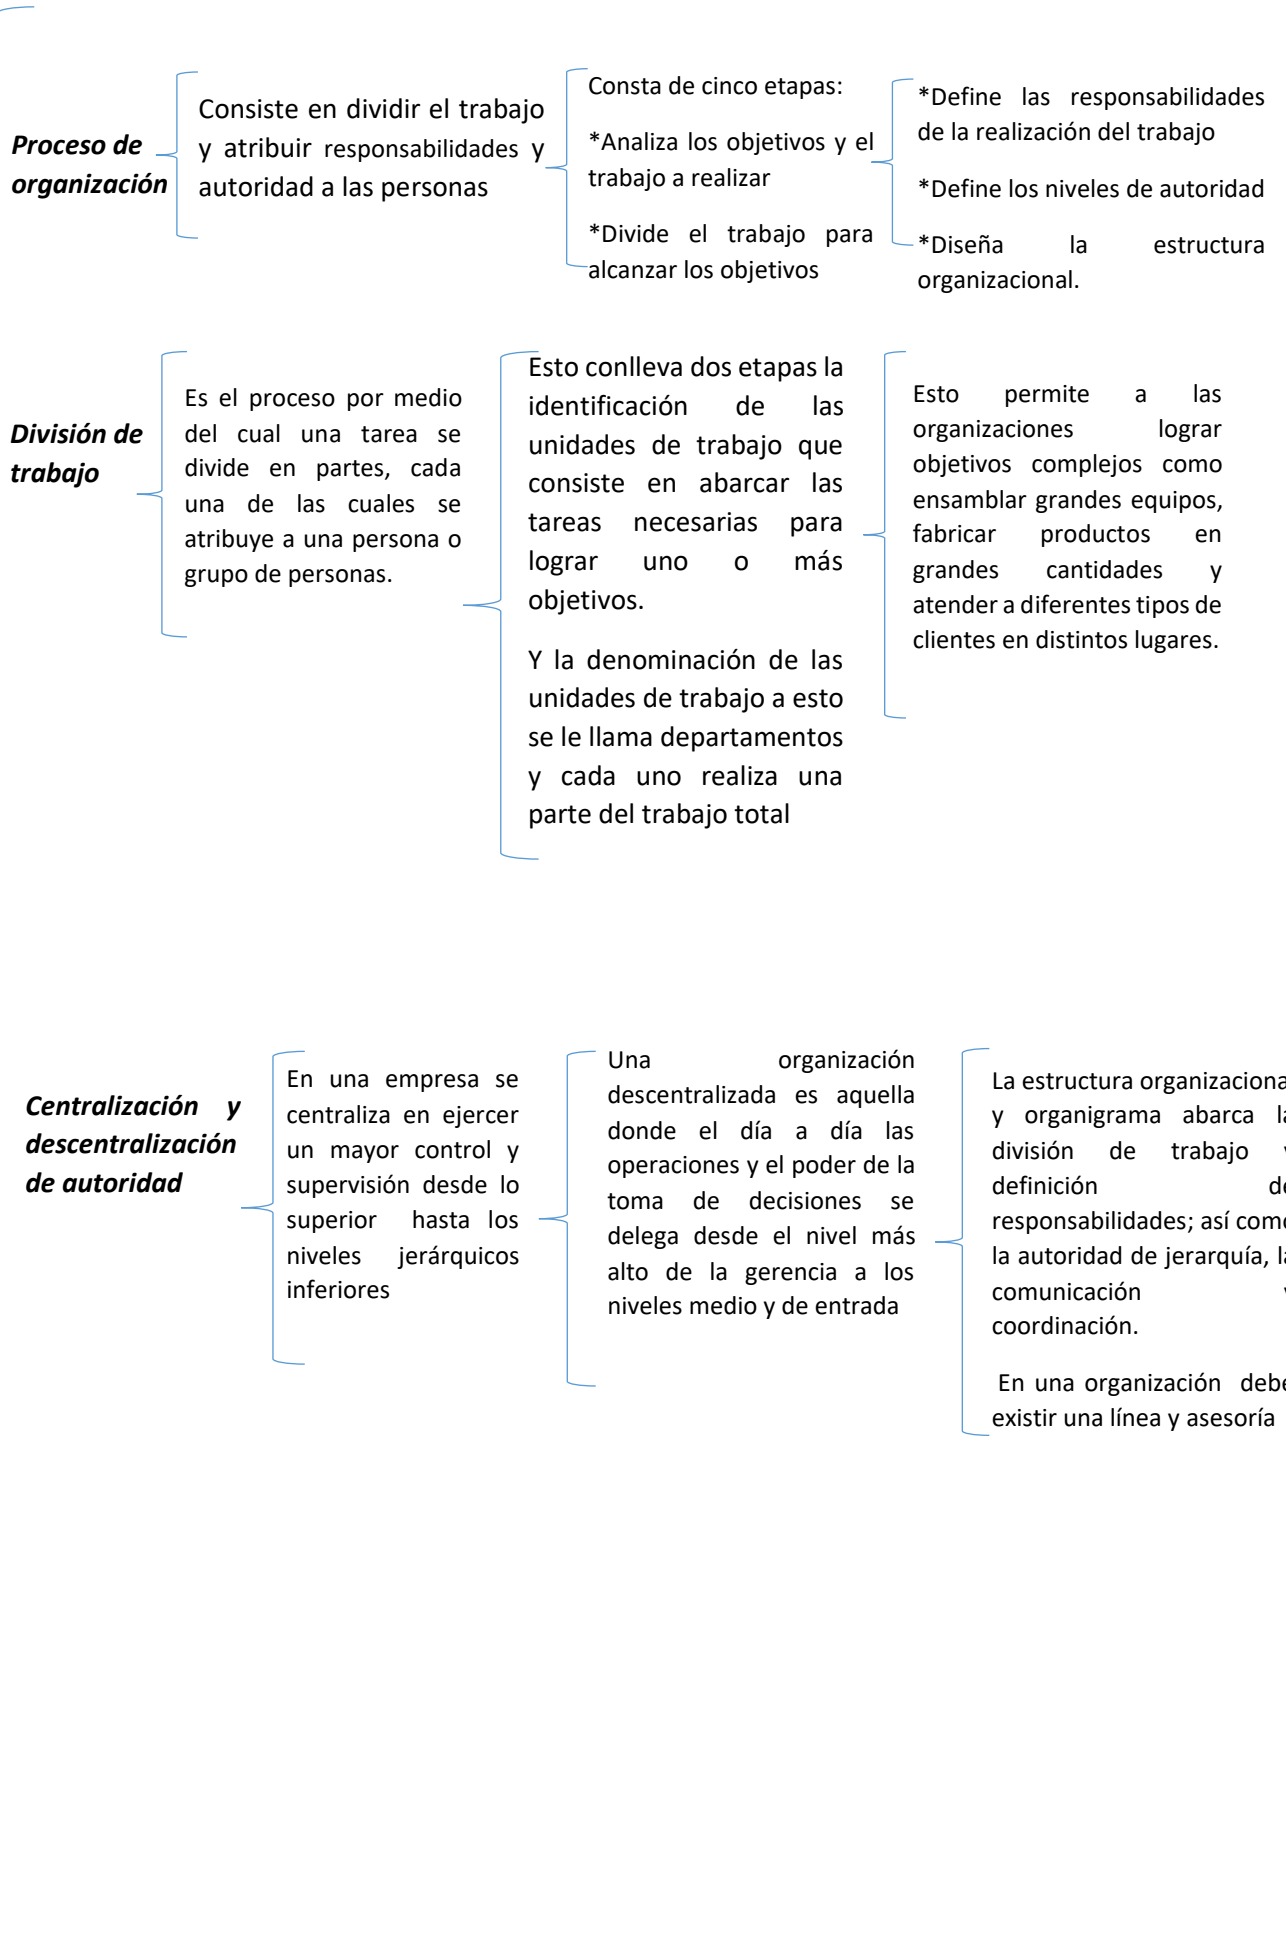 Proceso de
organización
Consiste en dividir el trabajo
y atribuir responsabilidades y
autoridad a las personas
Consta de cinco etapas:
*Analiza los objetivos y el
trabajo a realizar
*Divide el trabajo para
alcanzar los objetivos
*Define las responsabilidades
de la realización del trabajo
*Define los niveles de autoridad
*Diseña la estructura
organizacional.
División de
trabajo
Es el proceso por medio
del cual una tarea se
divide en partes, cada
una de las cuales se
atribuye a una persona o
grupo de personas.
Esto conlleva dos etapas la
identificación de las
unidades de trabajo que
consiste en abarcar las
tareas necesarias para
lograr uno o más
objetivos.
Y la denominación de las
unidades de trabajo a esto
se le llama departamentos
y cada uno realiza una
parte del trabajo total
Esto permite a las
organizaciones lograr
objetivos complejos como
ensamblar grandes equipos,
fabricar productos en
grandes cantidades y
atender a diferentes tipos de
clientes en distintos lugares.
Centralización y
descentralización
de autoridad
En una empresa se
centraliza en ejercer
un mayor control y
supervisión desde lo
superior hasta los
niveles jerárquicos
inferiores
Una organización
descentralizada es aquella
donde el día a día las
operaciones y el poder de la
toma de decisiones se
delega desde el nivel más
alto de la gerencia a los
niveles medio y de entrada
La estructura organizaciona
y organigrama abarca la
división de trabajo y
definición de
responsabilidades; así como
la autoridad de jerarquía, la
comunicación y
coordinación.
En una organización debe
existir una línea y asesoría